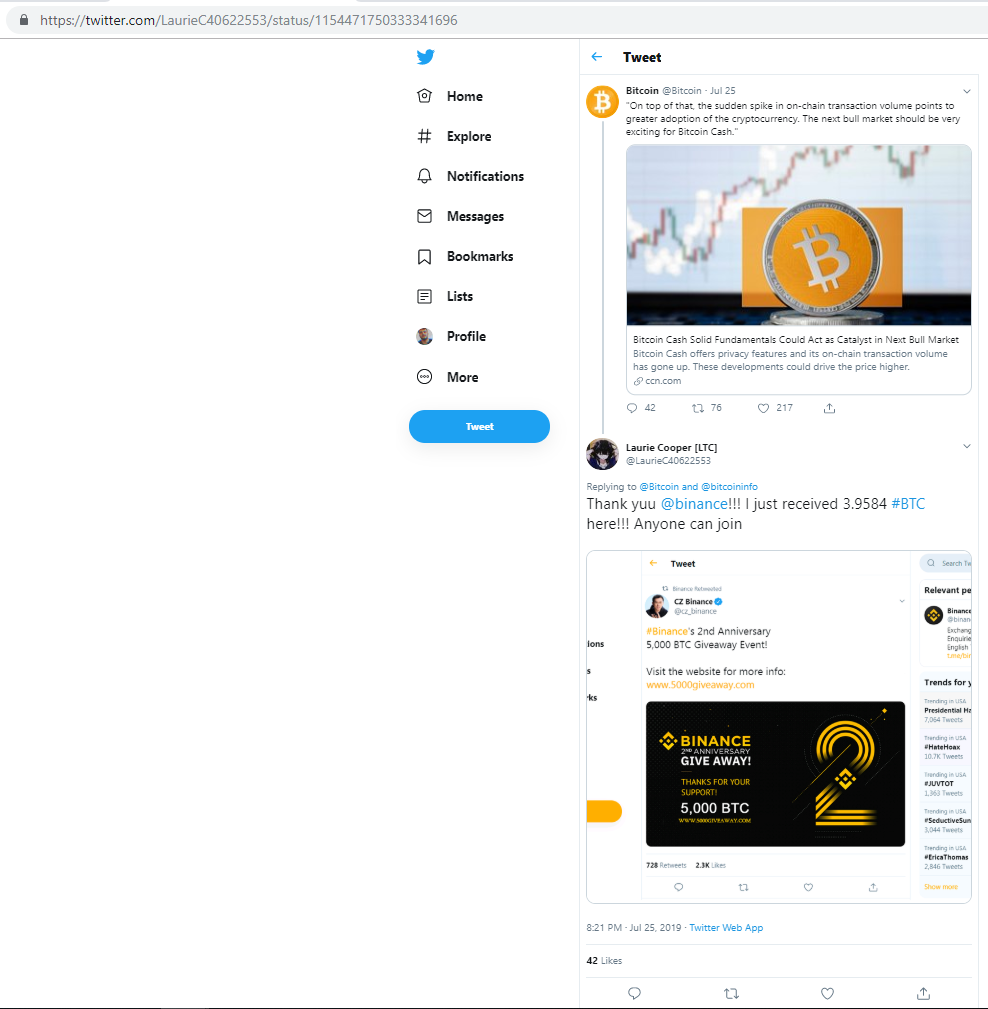 https://twitter.com/LaurieC40622553/status/1154471750333341696
Home
Explore
Notifications
Messages
Bookmarks
Lists
Profile
More
Tweet
Tweet
Bitcoin @Bitcoin · Jul 25
"On top of that, the sudden spike in on-chain transaction volume points to
greater adoption of the cryptocurrency. The next bull market should be very
exciting for Bitcoin Cash."
Bitcoin Cash Solid Fundamentals Could Act as Catalyst in Next Bull Market
Bitcoin Cash offers privacy features and its on-chain transaction volume
has gone up. These developments could drive the price higher.
ccn.com
42 76 217
Laurie Cooper [LTC]
@LaurieC40622553
Replying to @Bitcoin and @bitcoininfo
Thank yuu @binance!!! I just received 3.9584 #BTC
here!!! Anyone can join
Tweet
Binance Retweeted
CZ Binance
@cz_binance
#Binance's 2nd Anniversary
5,000 BTC Giveaway Event!
Visit the website for more info:
www.5000giveaway.com
BINANCE
2ND ANNIVERSARY
GIVE AWAY!
THANKS FOR YOUR
SUPPORT!
5,000 BTC
WWW.5000GIVEAWAY.COM
728 Retweets 2.3K Likes
ions
s
rks
Search Tw
Relevant pe
Binance
@binan
Exchang
Enquirie
English
t.me/bin
Trends for y
Trending in USA
Presidential Ha
7,064 Tweets
Trending in USA
#HateHoax
10.7K Tweets
Trending in USA
#JUVTOT
1,363 Tweets
Trending in USA
#SeductiveSun
3,044 Tweets
Trending in USA
#EricaThomas
2,846 Tweets
Show more
8:21 PM · Jul 25, 2019 · Twitter Web App
42 Likes